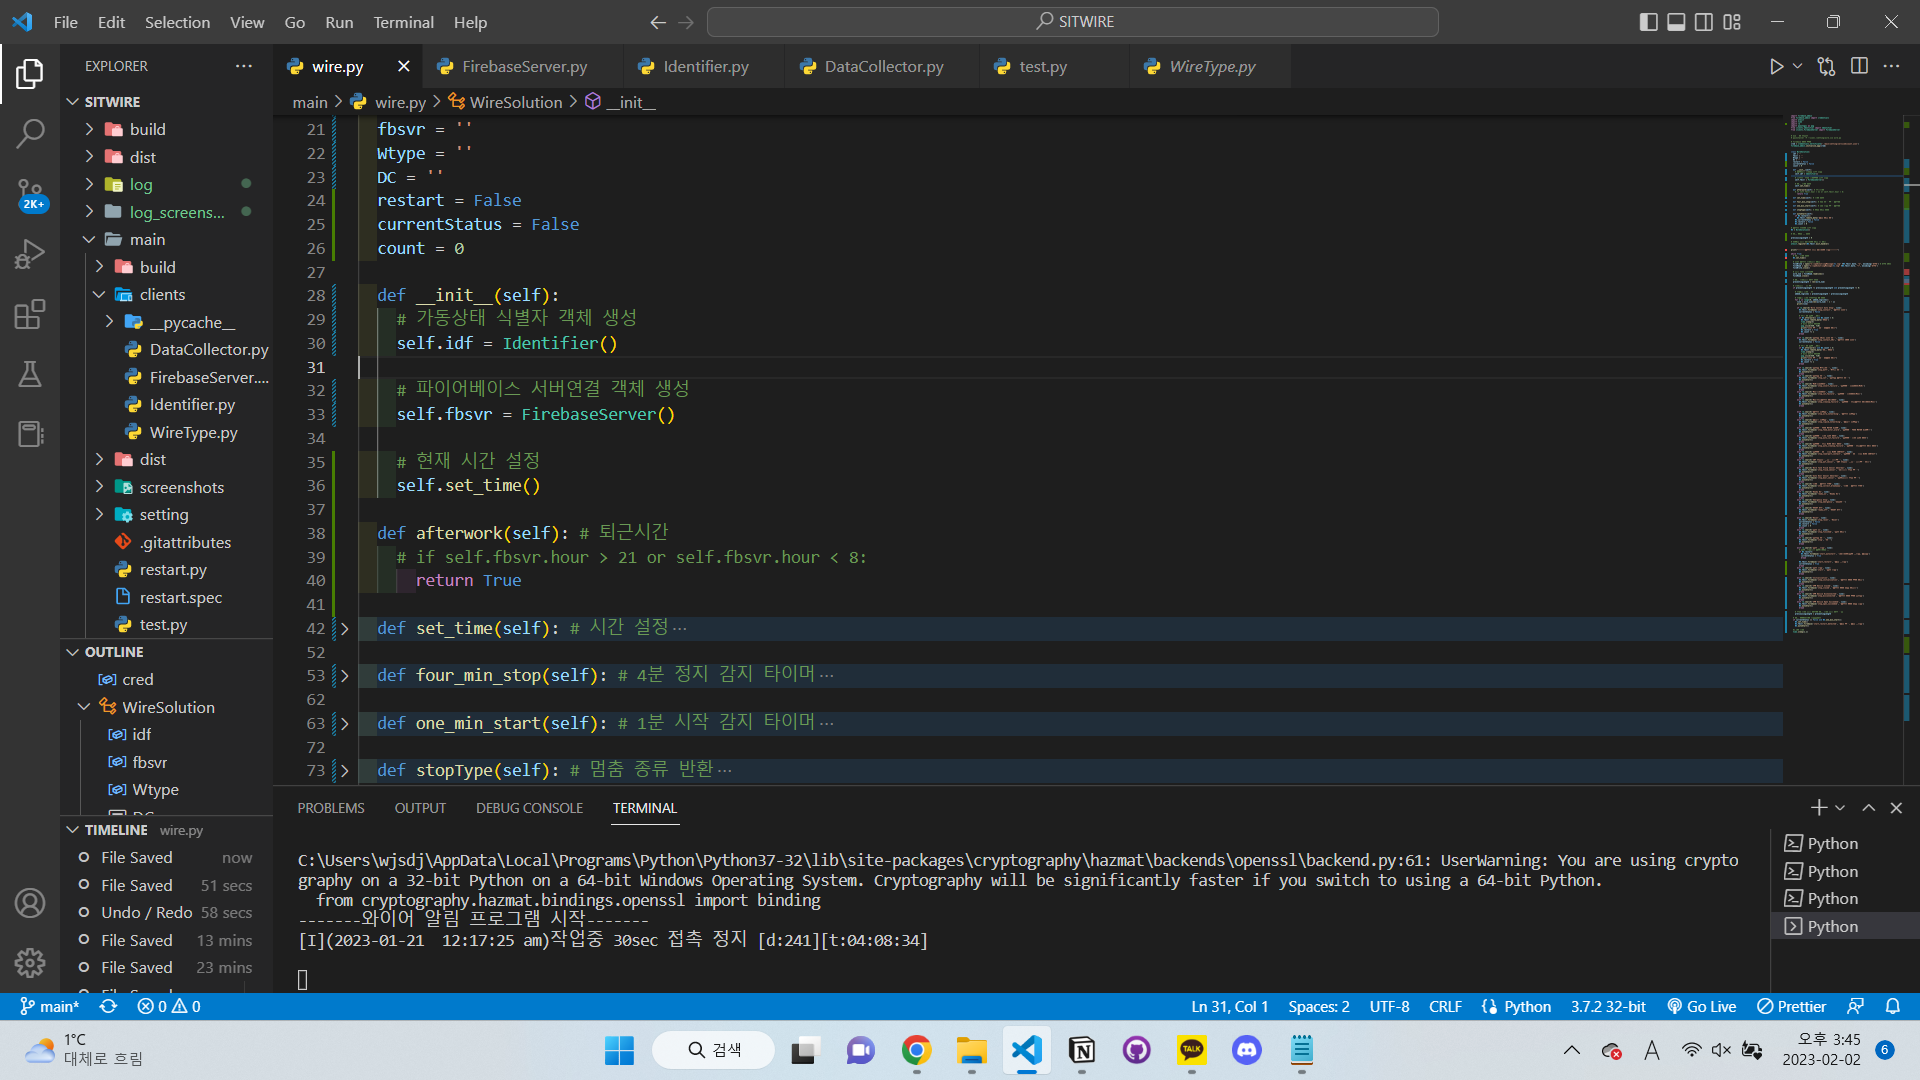 File Edit Selection View Go Run Terminal Help
SITWIRE
EXPLORER
SITWIRE
build
dist
log
log_screens...
main
build
clients
__pycache__
DataCollector.py
FirebaseServer....
Identifier.py
WireType.py
dist
screenshots
setting
.gitattributes
restart.py
restart.spec
test.py
OUTLINE
cred
WireSolution
idf
fbsvr
Wtype
TIMELINE wire.py
File Saved now
File Saved 51 secs
Undo / Redo 58 secs
File Saved 13 mins
File Saved 23 mins
2K+
wire.py FirebaseServer.py Identifier.py DataCollector.py test.py WireType.py
main > wire.py > WireSolution > __init__
21 fbsvr = ''
22 Wtype = ''
23 DC = ''
24 restart = False
25 currentStatus = False
26 count = 0
27
28 def __init__(self):
29 # 가동상태 식별자 객체 생성
30 self.idf = Identifier()
31
32 # 파이어베이스 서버연결 객체 생성
33 self.fbsvr = FirebaseServer()
34
35 # 현재 시간 설정
36 self.set_time()
37
38 def afterwork(self): # 퇴근시간
39 # if self.fbsvr.hour > 21 or self.fbsvr.hour < 8:
40 return True
41
42 def set_time(self): # 시간 설정···
52
53 def four_min_stop(self): # 4분 정지 감지 타이머···
62
63 def one_min_start(self): # 1분 시작 감지 타이머···
72
73 def stopType(self): # 멈춤 종류 반환···
PROBLEMS OUTPUT DEBUG CONSOLE TERMINAL
C:\Users\wjsdj\AppData\Local\Programs\Python\Python37-32\lib\site-packages\cryptography\hazmat\backends\openssl\backend.py:61: UserWarning: You are using crypto
graphy on a 32-bit Python on a 64-bit Windows Operating System. Cryptography will be significantly faster if you switch to using a 64-bit Python.
from cryptography.hazmat.bindings.openssl import binding
-------와이어 알림 프로그램 시작-------
[I](2023-01-21  12:17:25 am)작업중 30sec 접촉 정지 [d:241][t:04:08:34]
Python
Python
Python
Python
main* 0 0 Ln 31, Col 1 Spaces: 2 UTF-8 CRLF Python 3.7.2 32-bit Go Live Prettier
1°C
대체로 흐림
검색
TALK
A
오후 3:45
2023-02-02
6